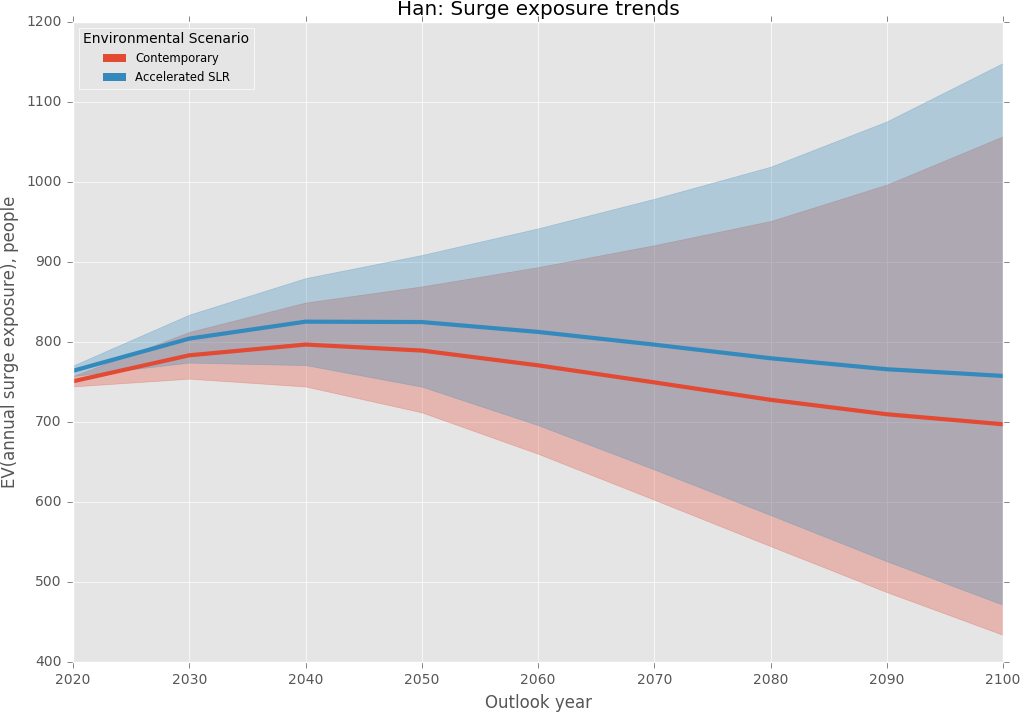 Han: Surge exposure trends
Environmental Scenario
Contemporary
Accelerated SLR
EV(annual surge exposure), people
1200
1100
1000
900
800
700
600
500
400
2020 2030 2040 2050 2060 2070 2080 2090 2100
Outlook year